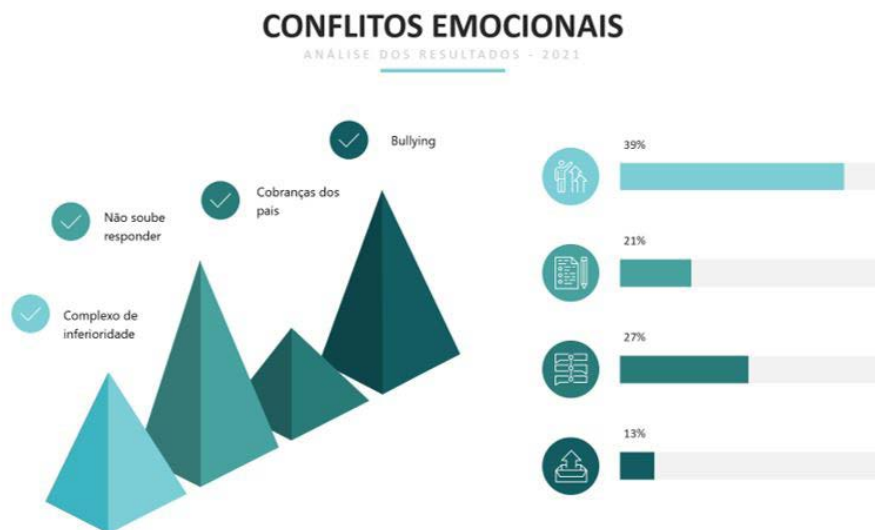 CONFLITOS EMOCIONAIS
ANÁLISE DOS RESULTADOS - 2021
Bullying
Cobranças dos
pais
Não soube
responder
Complexo de
inferioridade
39%
21%
27%
13%